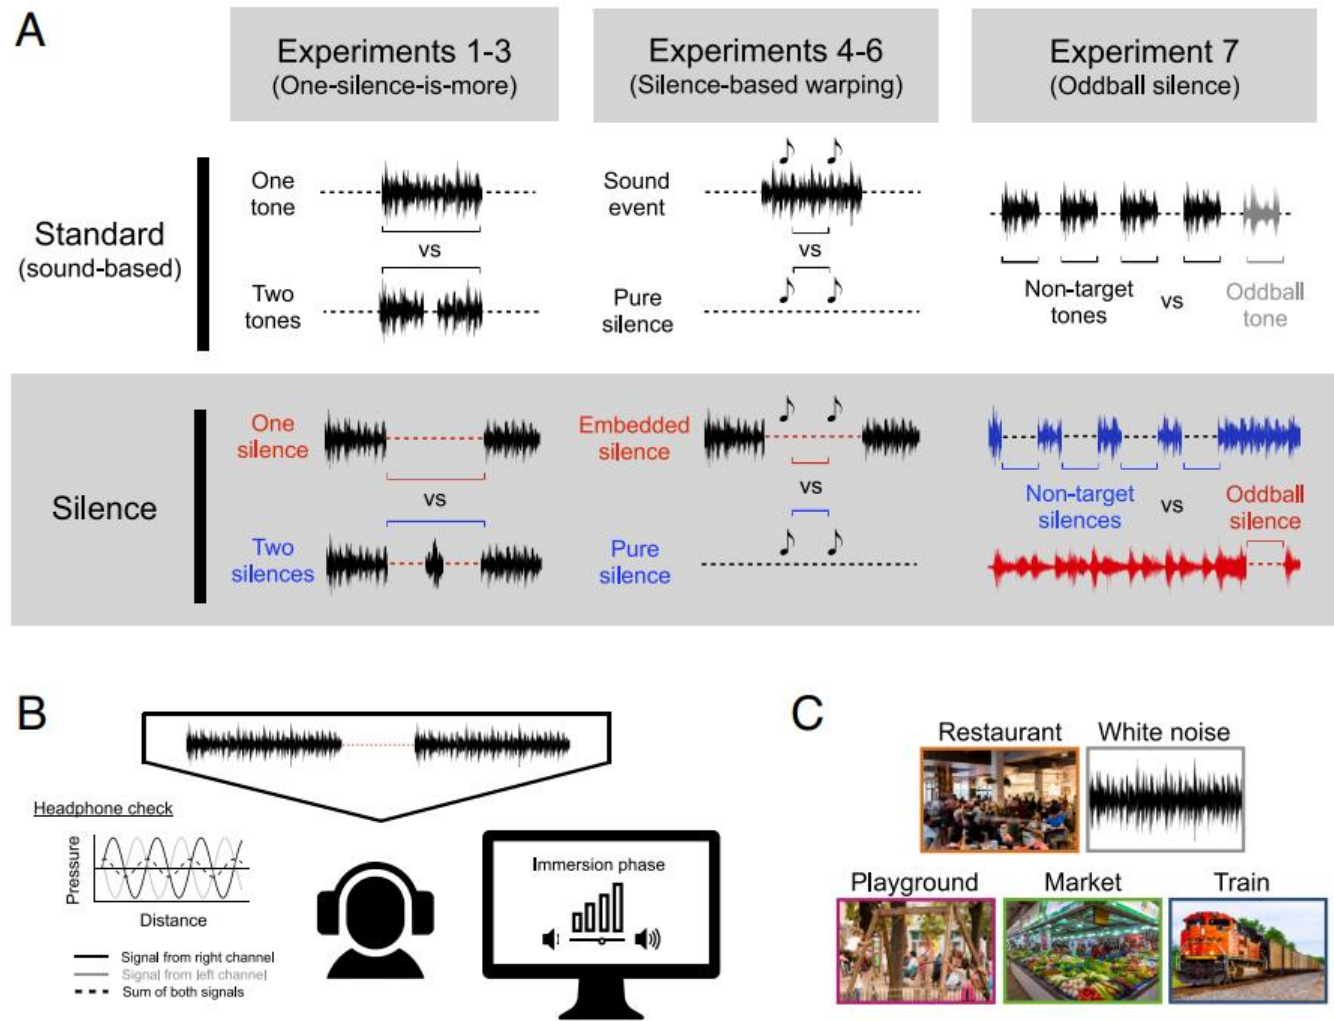 A
Experiments 1-3
(One-silence-is-more)
Experiments 4-6
(Silence-based warping)
Experiment 7
(Oddball silence)
Standard
(sound-based)
One
tone
vs
Two
tones
Sound
event
vs
Pure
silence
Non-target
tones
vs
Oddball
tone
Silence
One
silence
vs
Two
silences
Embedded
silence
vs
Pure
silence
Non-target
silences
vs
Oddball
silence
B
Headphone check
Pressure
Distance
Signal from right channel
Signal from left channel
Sum of both signals
Immersion phase
C
Restaurant
White noise
Playground
Market
Train